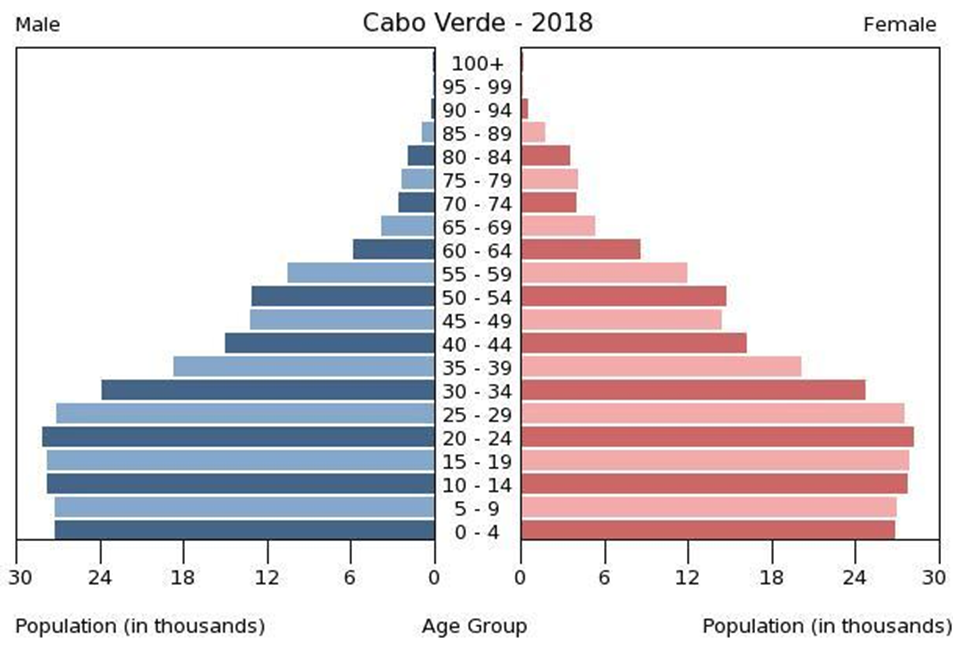 Male Cabo Verde - 2018 Female
100+
95 - 99
90 - 94
85 - 89
80 - 84
75 - 79
70 - 74
65 - 69
60 - 64
55 - 59
50 - 54
45 - 49
40 - 44
35 - 39
30 - 34
25 - 29
20 - 24
15 - 19
10 - 14
5 - 9
0 - 4
30 24 18 12 6 0 0 6 12 18 24 30
Population (in thousands) Age Group Population (in thousands)